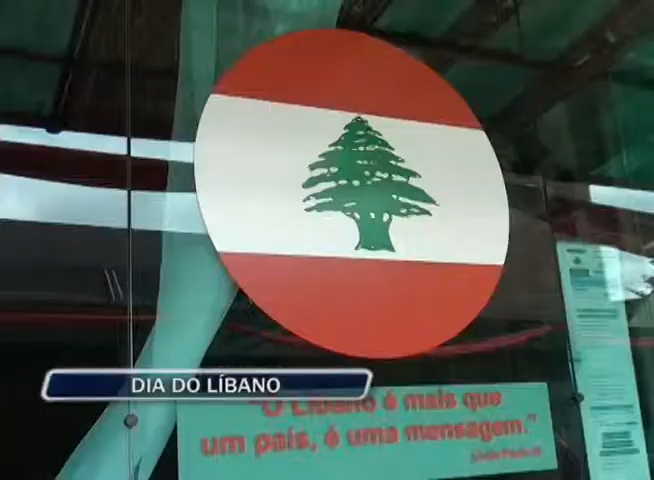 DIA DO LÍBANO
"O Líbano é mais que
um país, é uma mensagem."